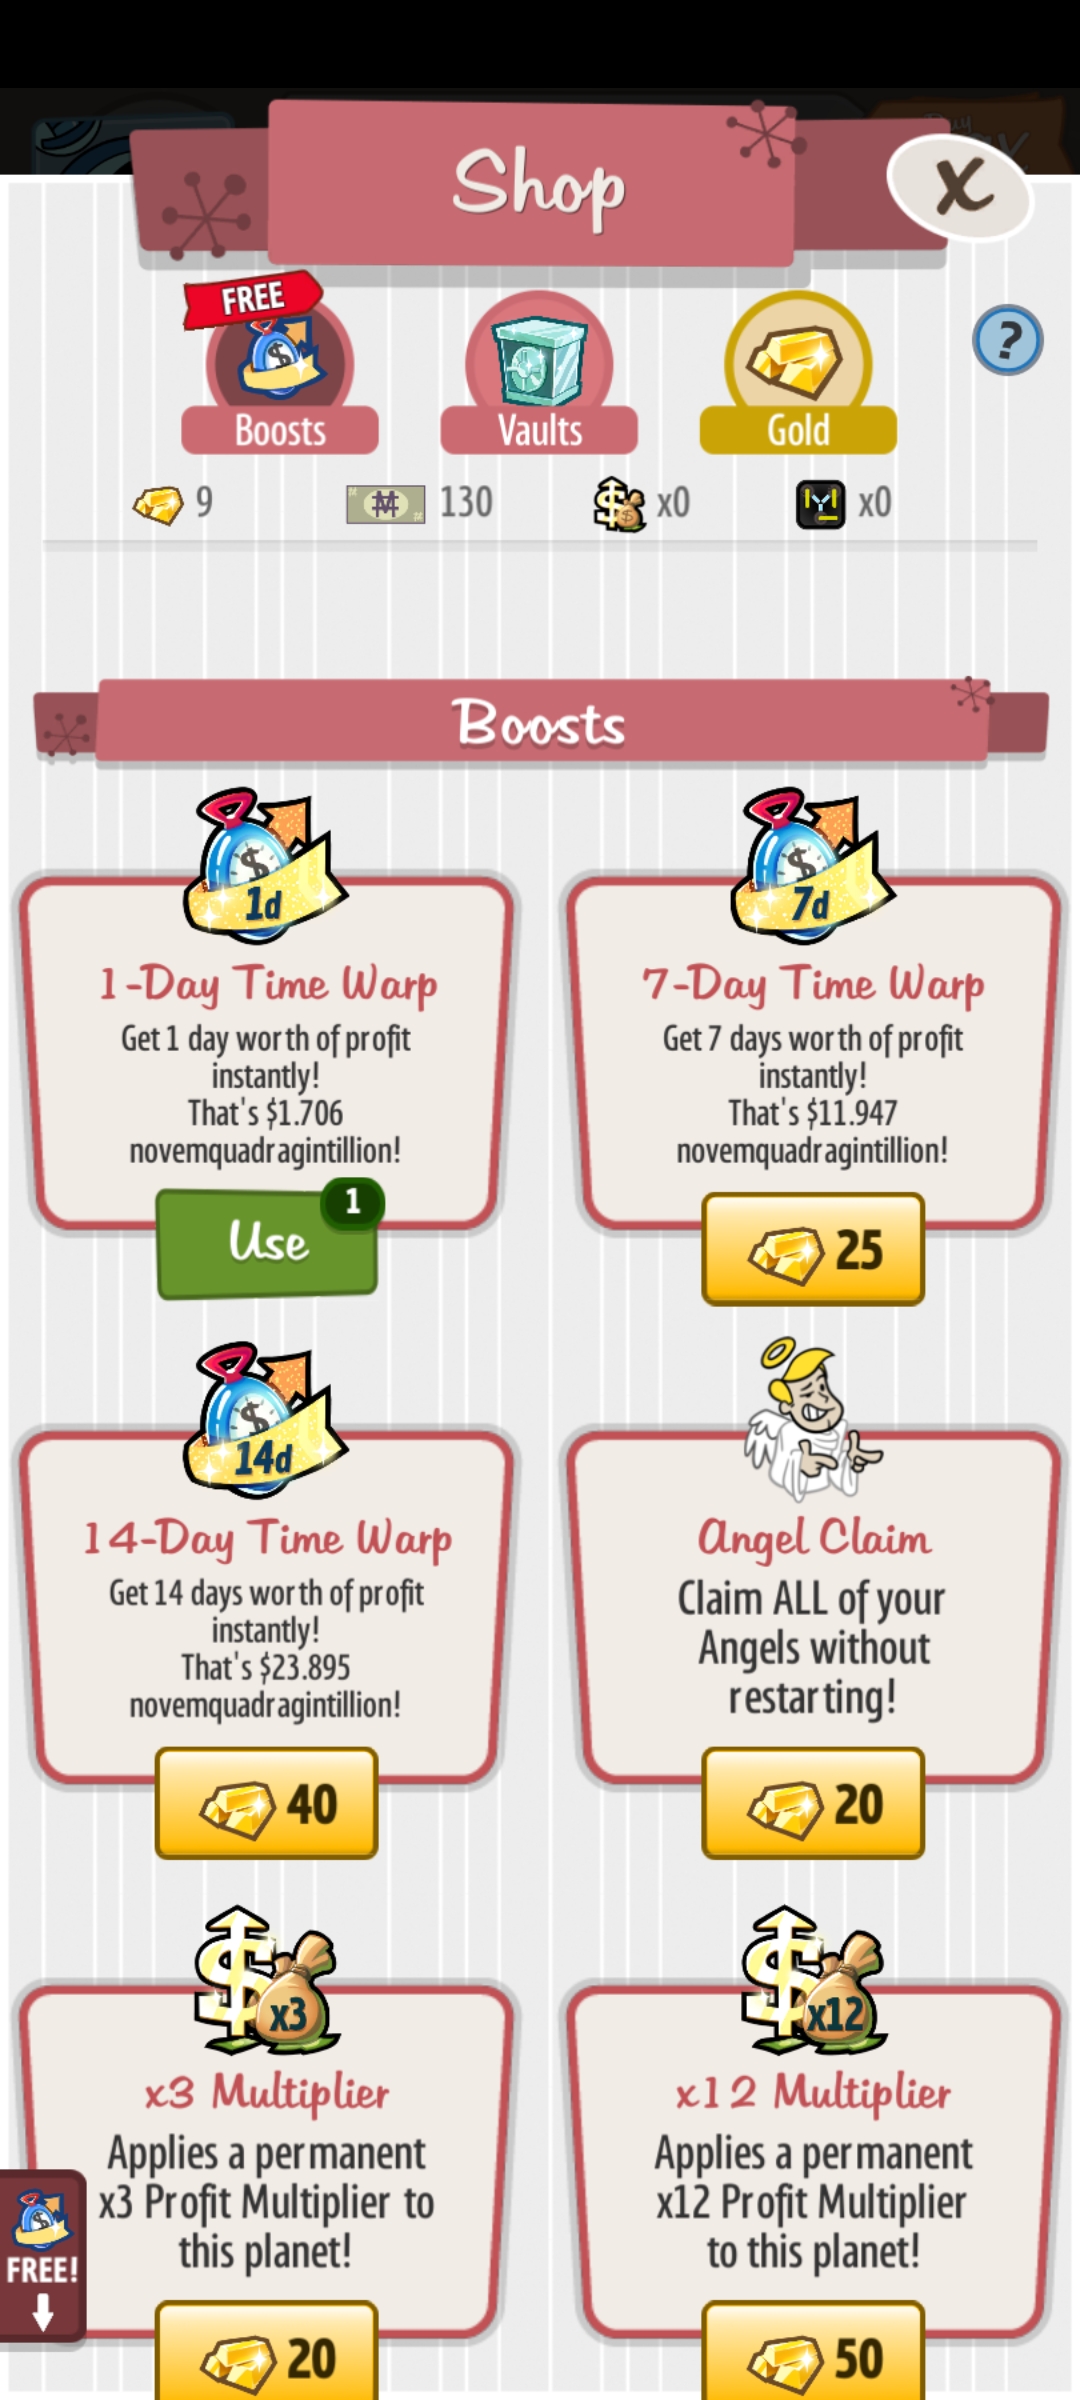 Shop
X
FREE
Boosts
Vaults
Gold
?
9
130
x0
x0
Boosts
1d
1-Day Time Warp
Get 1 day worth of profit
instantly!
That's $1.706
novemquadragintillion!
Use
1
7d
7-Day Time Warp
Get 7 days worth of profit
instantly!
That's $11.947
novemquadragintillion!
25
14d
14-Day Time Warp
Get 14 days worth of profit
instantly!
That's $23.895
novemquadragintillion!
40
Angel Claim
Claim ALL of your
Angels without
restarting!
20
x3
x3 Multiplier
Applies a permanent
x3 Profit Multiplier to
this planet!
20
x12
x12 Multiplier
Applies a permanent
x12 Profit Multiplier
to this planet!
50
FREE!